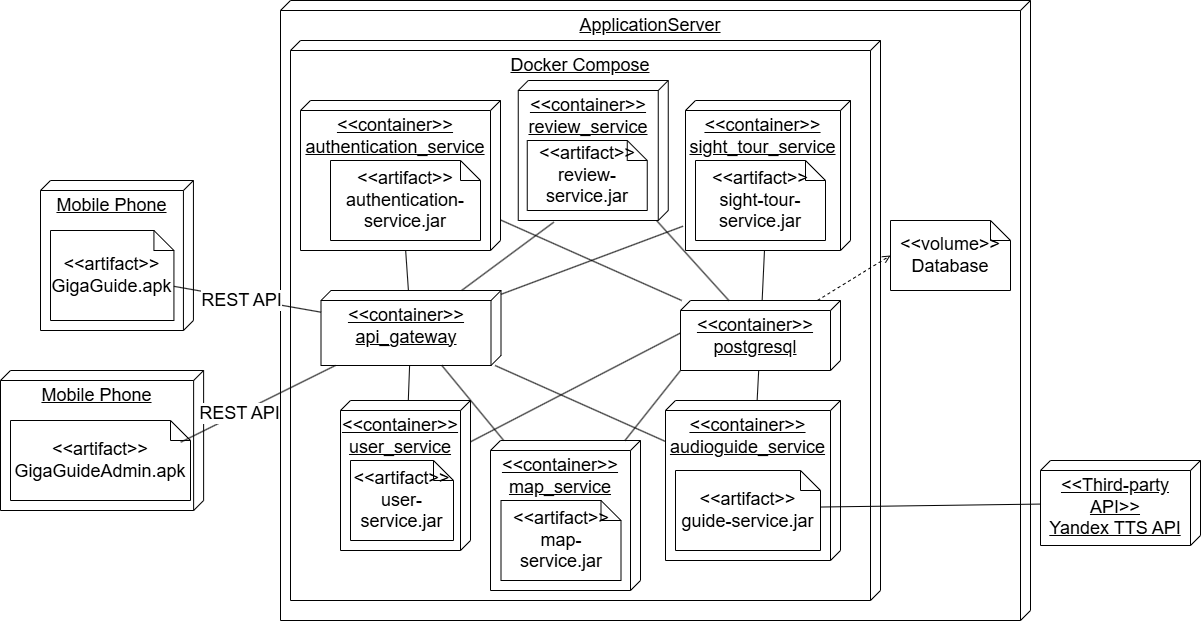 ApplicationServer
Docker Compose
<<container>>
authentication_service
<<artifact>>
authentication-
service.jar
<<container>>
review_service
<<artifact>>
review-
service.jar
<<container>>
sight_tour_service
<<artifact>>
sight-tour-
service.jar
Mobile Phone
<<artifact>>
GigaGuide.apk
REST API
<<volume>>
Database
<<container>>
api_gateway
<<container>>
postgresql
Mobile Phone
<<artifact>>
GigaGuideAdmin.apk
REST API
<<container>>
user_service
<<artifact>>
user-
service.jar
<<container>>
map_service
<<artifact>>
map-
service.jar
<<container>>
audioguide_service
<<artifact>>
guide-service.jar
<<Third-party
API>>
Yandex TTS API